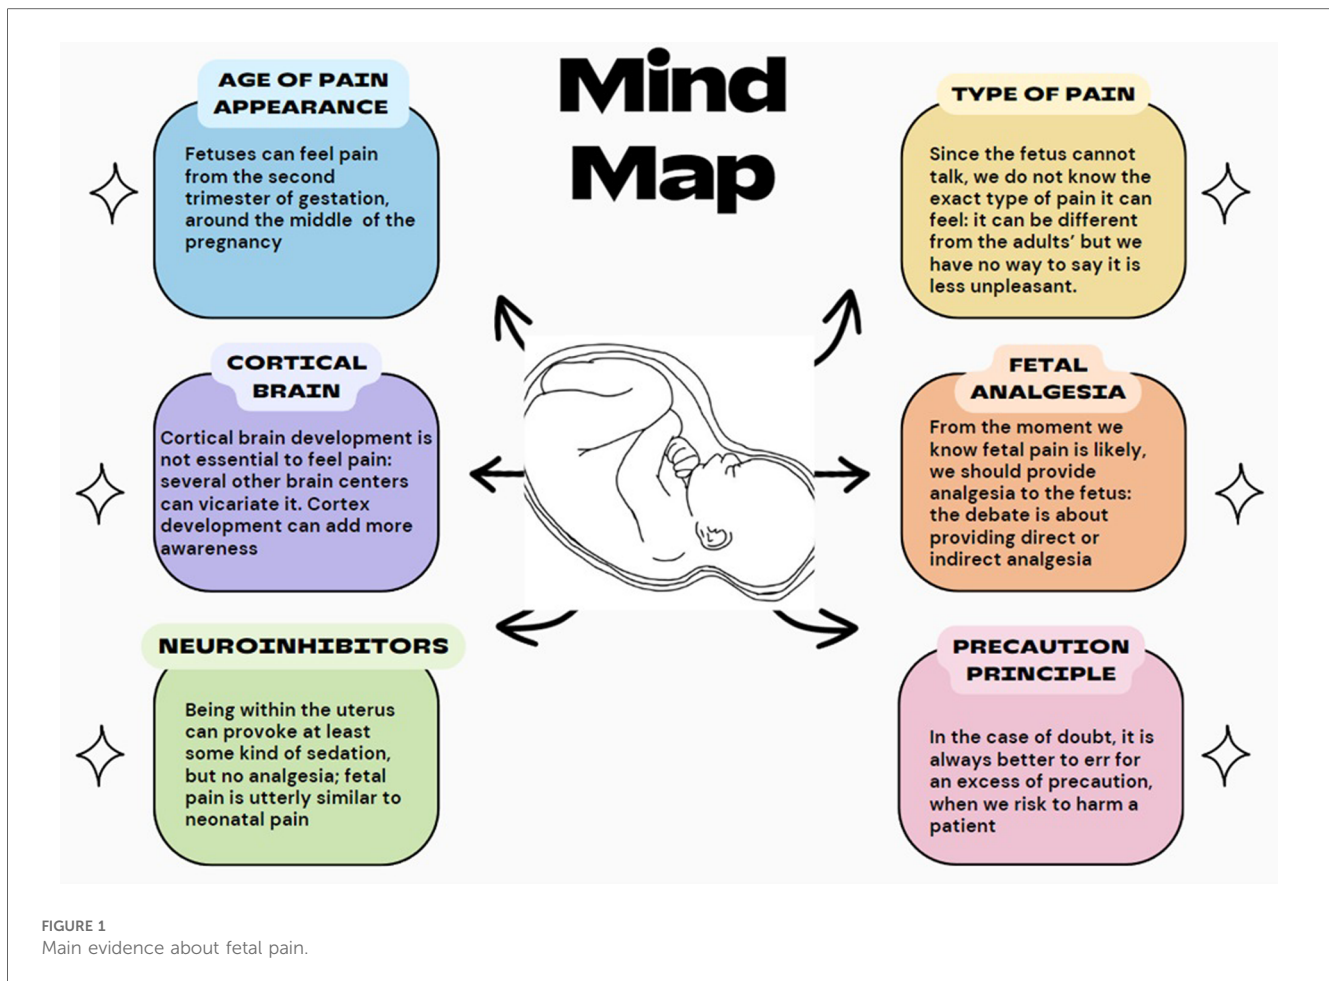 Mind
Map
AGE OF PAIN
APPEARANCE
Fetuses can feel pain
from the second
trimester of gestation,
around the middle of the
pregnancy
CORTICAL
BRAIN
Cortical brain development is
not essential to feel pain:
several other brain centers
can vicariate it. Cortex
development can add more
awareness
NEUROINHIBITORS
Being within the uterus
can provoke at least
some kind of sedation,
but no analgesia; fetal
pain is utterly similar to
neonatal pain
TYPE OF PAIN
Since the fetus cannot
talk, we do not know the
exact type of pain it can
feel: it can be different
from the adults’ but we
have no way to say it is
less unpleasant.
FETAL
ANALGESIA
From the moment we
know fetal pain is likely,
we should provide
analgesia to the fetus:
the debate is about
providing direct or
indirect analgesia
PRECAUTION
PRINCIPLE
In the case of doubt, it is
always better to err for
an excess of precaution,
when we risk to harm a
patient
FIGURE 1
Main evidence about fetal pain.